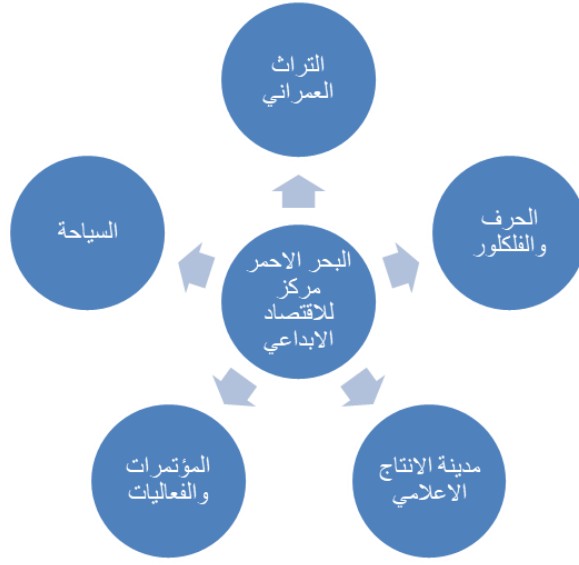 التراث
العمراني
الحرف
والفلكلور
السياحة
البحر الاحمر
مركز
للاقتصاد
الابداعي
مدينة الانتاج
الاعلامي
المؤتمرات
والفعاليات